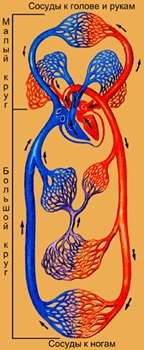 Сосуды к голове и рукам
Малый круг
Большой круг
Сосуды к ногам